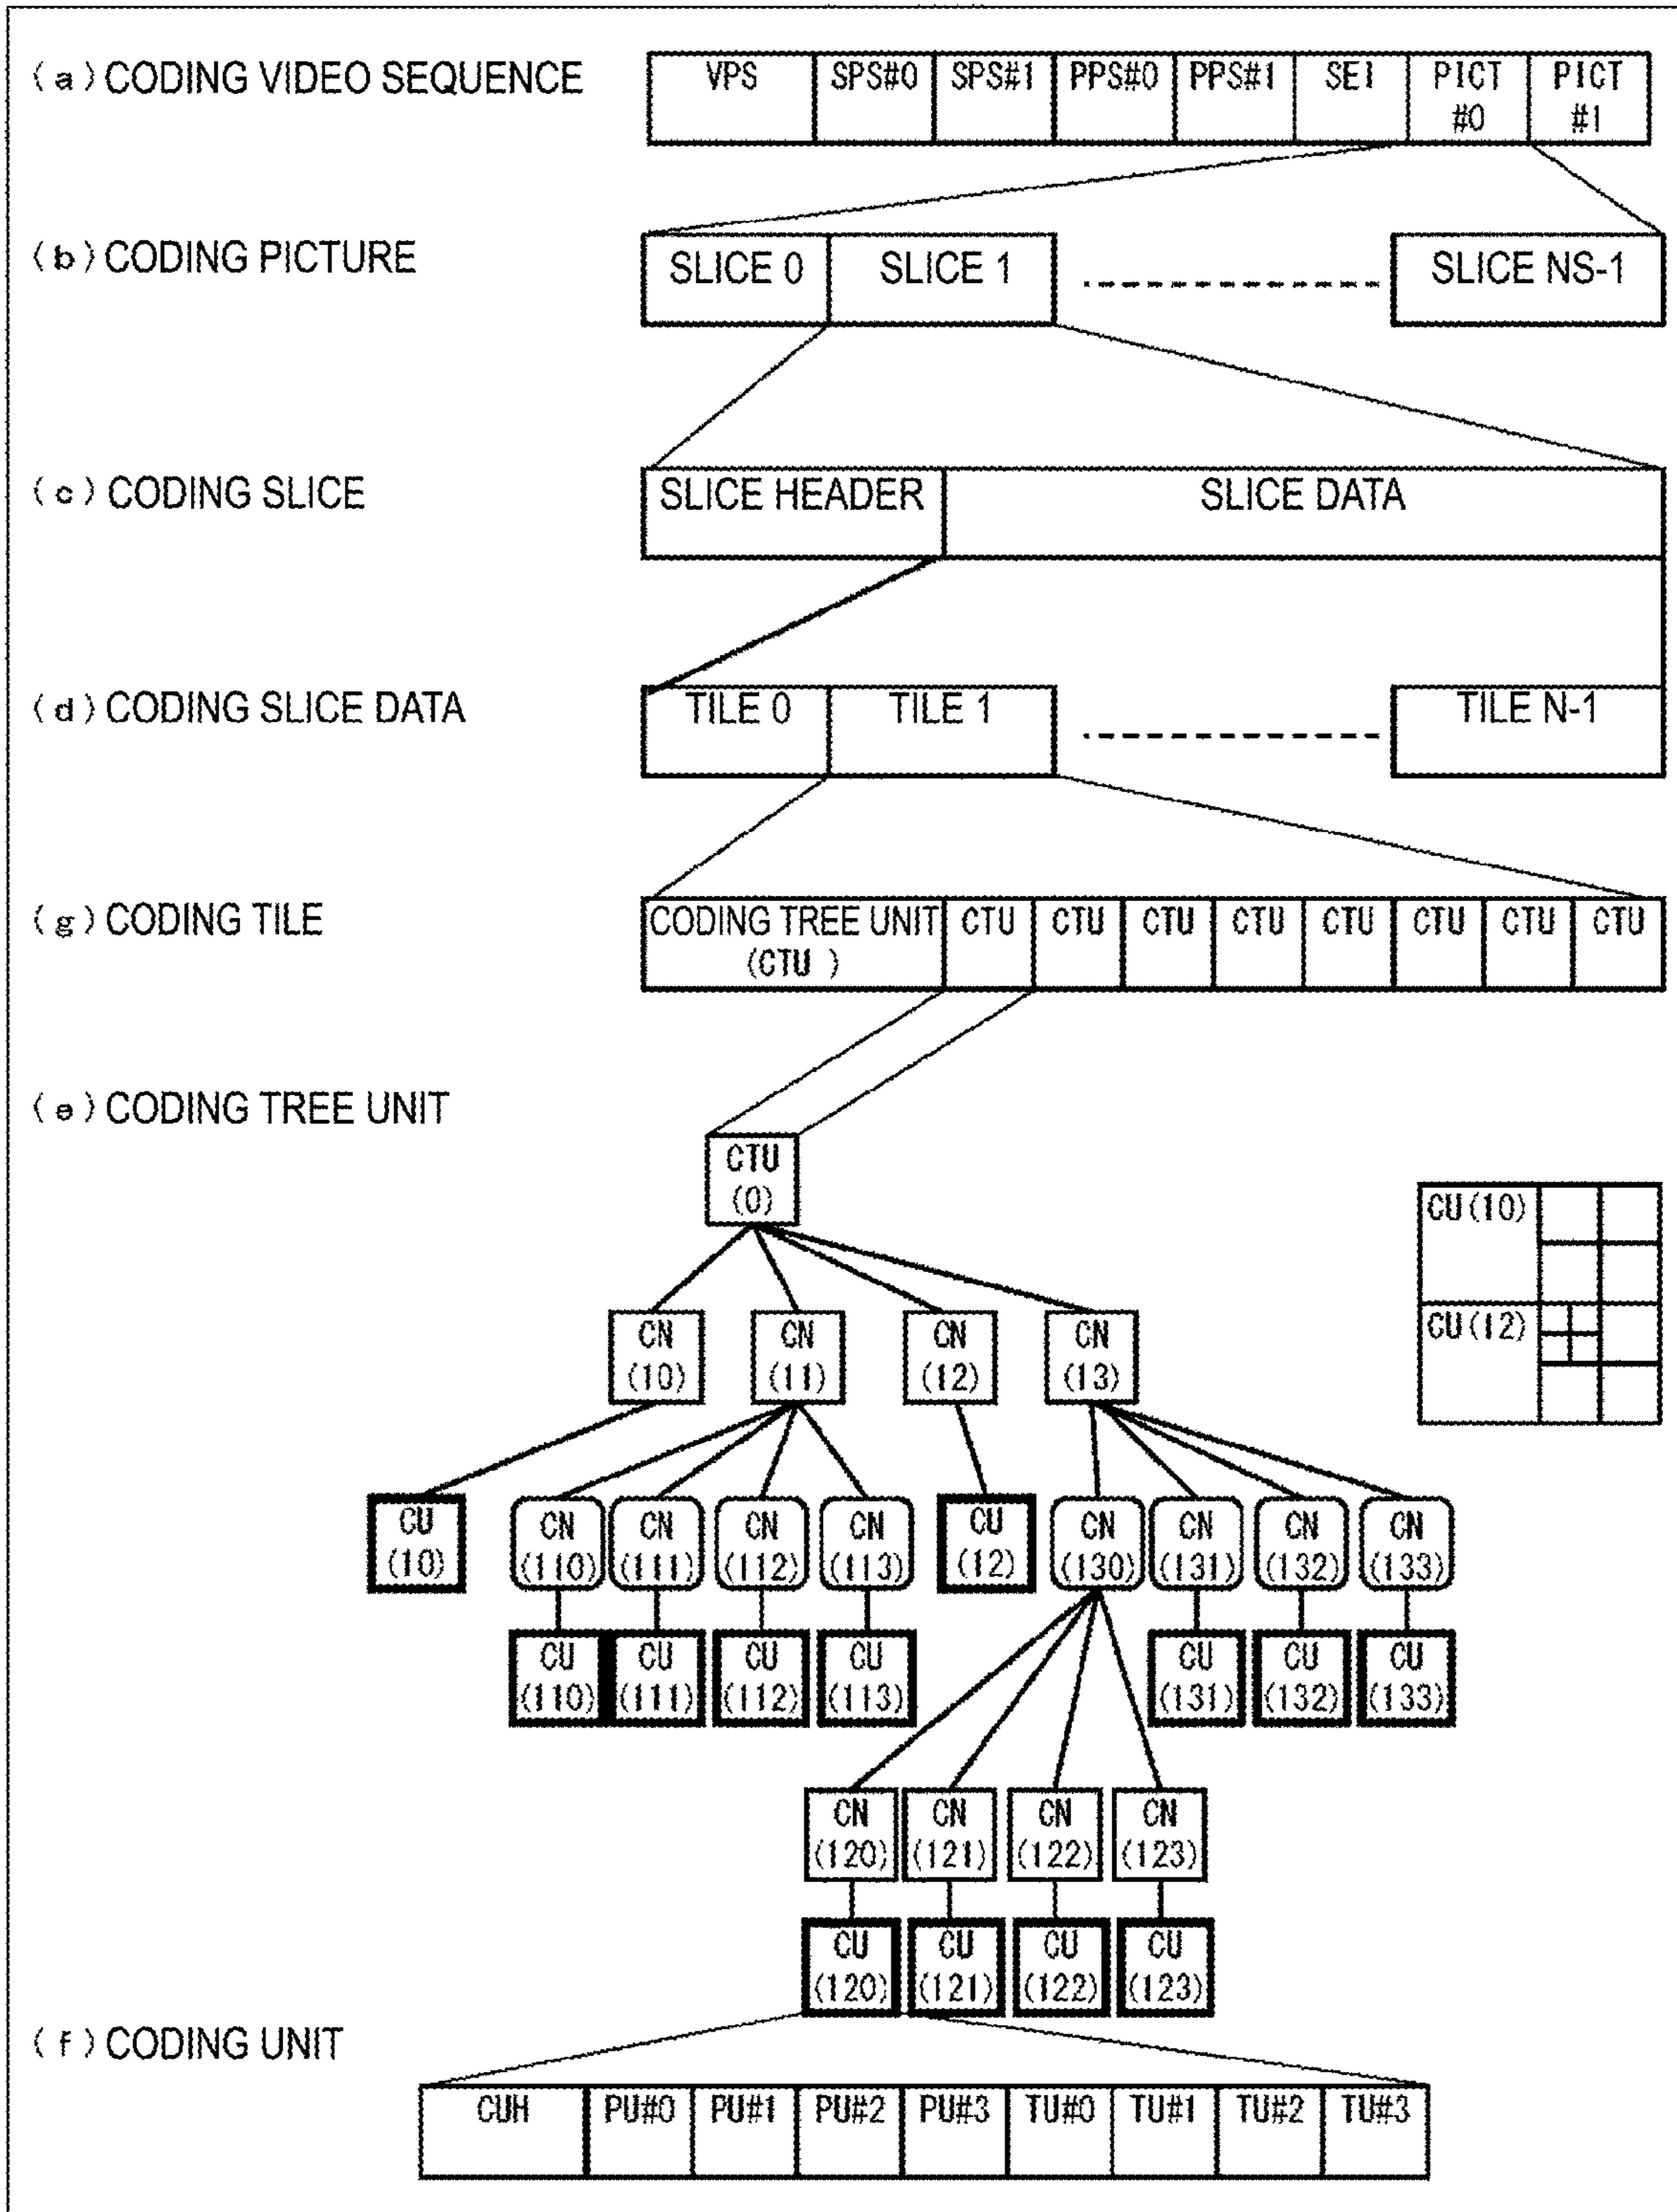 (a) CODING VIDEO SEQUENCE
VPS SPS#0 SPS#1 PPS#0 PPS#1 SEI PICT PICT
#0 #1
(b) CODING PICTURE
SLICE 0 SLICE 1 SLICE NS-1
(c) CODING SLICE
SLICE HEADER SLICE DATA
(d) CODING SLICE DATA
TILE 0 TILE 1 TILE N-1
(g) CODING TILE
CODING TREE UNIT CTU CTU CTU CTU CTU CTU CTU CTU
(CTU )
(e) CODING TREE UNIT
CTU
(0)
CU(10)
CU(12)
CN CN CN CN
(10) (11) (12) (13)
CU CN CN CN CN CU CN CN CN CN
(10) (110) (111) (112) (113) (12) (130) (131) (132) (133)
CU CU CU CU CU CU CU
(110) (111) (112) (113) (131) (132) (133)
CN CN CN CN
(120) (121) (122) (123)
CU CU CU CU
(120) (121) (122) (123)
(f) CODING UNIT
CUH PU#0 PU#1 PU#2 PU#3 TU#0 TU#1 TU#2 TU#3